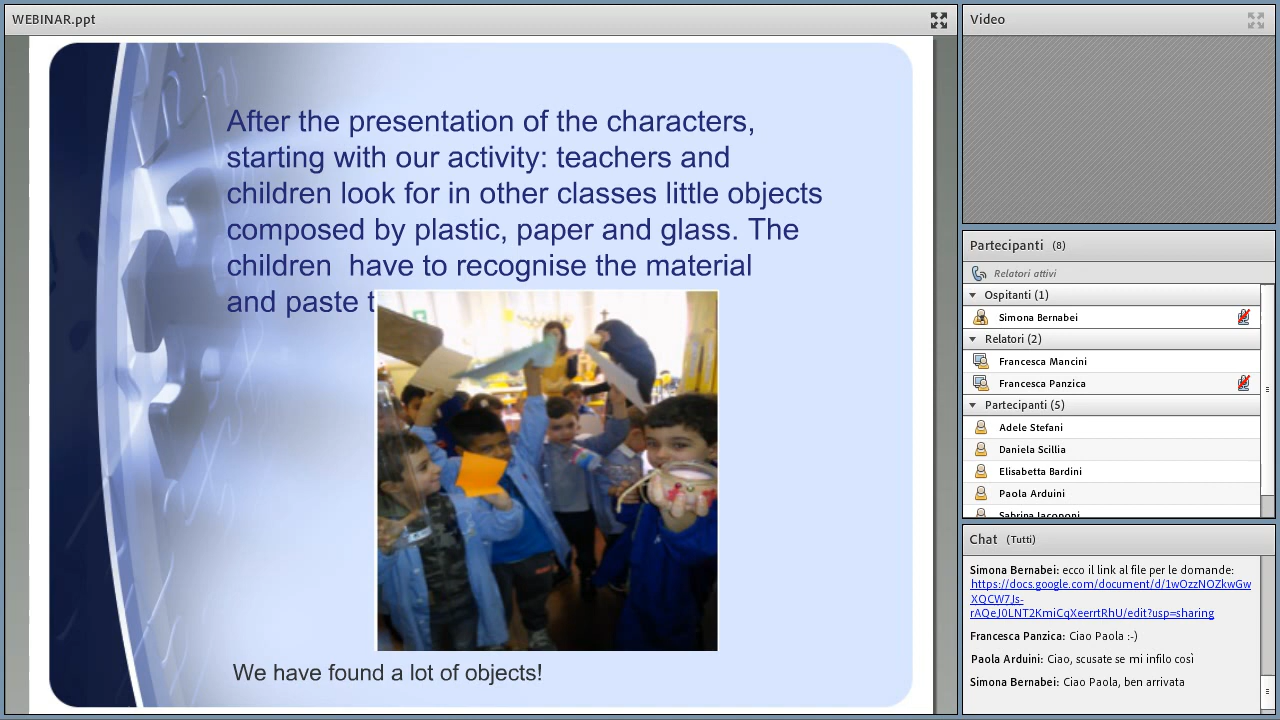 WEBINAR.ppt
After the presentation of the characters,
starting with our activity: teachers and
children look for in other classes little objects
composed by plastic, paper and glass. The
children  have to recognise the material
and paste
We have found a lot of objects!
Video
Partecipanti (8)
Relatori attivi
Ospitanti (1)
Simona Bernabei
Relatori (2)
Francesca Mancini
Francesca Panzica
Partecipanti (5)
Adele Stefani
Daniela Scillia
Elisabetta Bardini
Paola Arduini
Sabrina
Chat (Tutti)
Simona Bernabei: ecco il link al file per le domande:
https://docs.google.com/document/d/1wOzzNOZkwGw
XQCW7Js-
rAQeJ0LNT2KmiCqXeerrtRhU/edit?usp=sharing
Francesca Panzica: Ciao Paola :-)
Paola Arduini: Ciao, scusate se mi infilo così
Simona Bernabei: Ciao Paola, ben arrivata